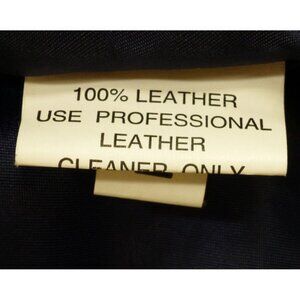 100% LEATHER
USE PROFESSIONAL
LEATHER
CLEANER ONLY